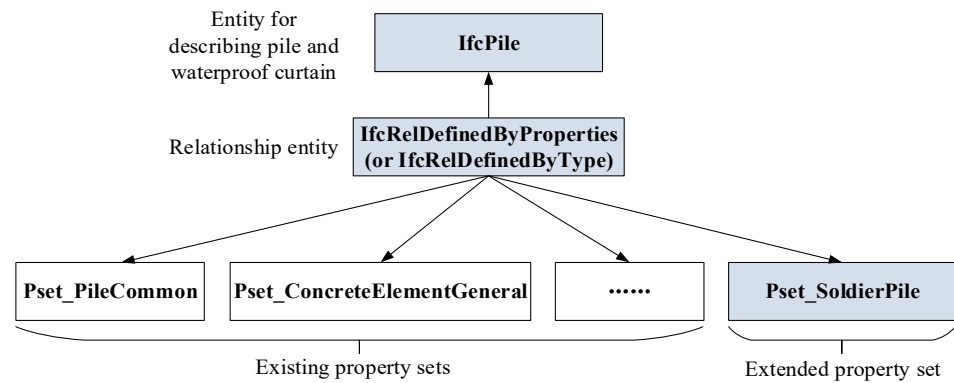 Entity for
describing pile and
waterproof curtain
IfcPile
Relationship entity
IfcRelDefinedByProperties
(or IfcRelDefinedByType)
Pset_PileCommon
Pset_ConcreteElementGeneral
······
Pset_SoldierPile
Existing property sets
Extended property set